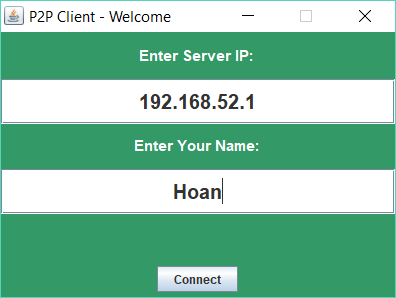 P2P Client - Welcome
Enter Server IP:
192.168.52.1
Enter Your Name:
Hoan
Connect